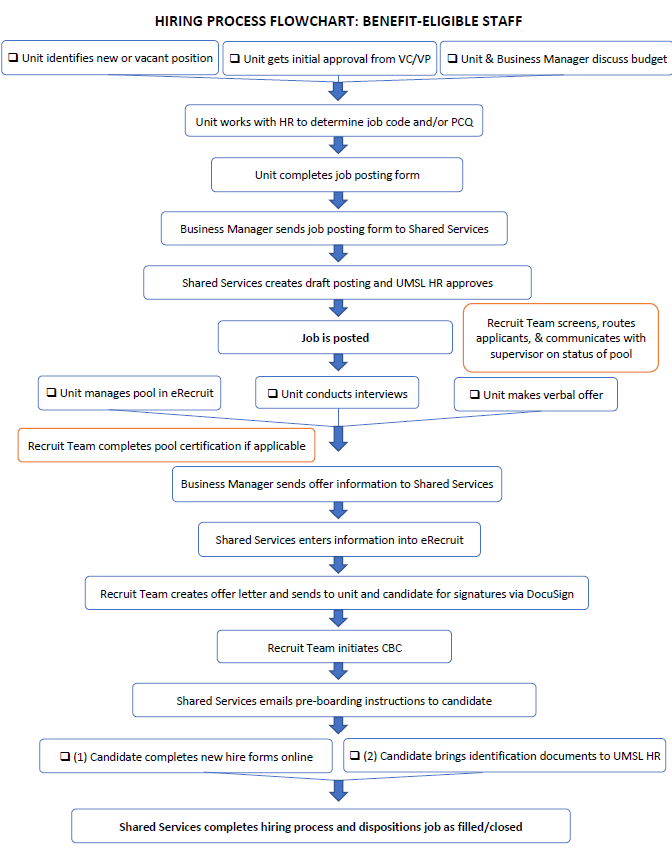 HIRING PROCESS FLOWCHART: BENEFIT-ELIGIBLE STAFF
Unit identifies new or vacant position
Unit gets initial approval from VC/VP
Unit & Business Manager discuss budget
Unit works with HR to determine job code and/or PCQ
Unit completes job posting form
Business Manager sends job posting form to Shared Services
Shared Services creates draft posting and UMSL HR approves
Job is posted
Recruit Team screens, routes
applicants, & communicates with
supervisor on status of pool
Unit manages pool in eRecruit
Unit conducts interviews
Unit makes verbal offer
Recruit Team completes pool certification if applicable
Business Manager sends offer information to Shared Services
Shared Services enters information into eRecruit
Recruit Team creates offer letter and sends to unit and candidate for signatures via DocuSign
Recruit Team initiates CBC
Shared Services emails pre-boarding instructions to candidate
(1) Candidate completes new hire forms online
(2) Candidate brings identification documents to UMSL HR
Shared Services completes hiring process and dispositions job as filled/closed